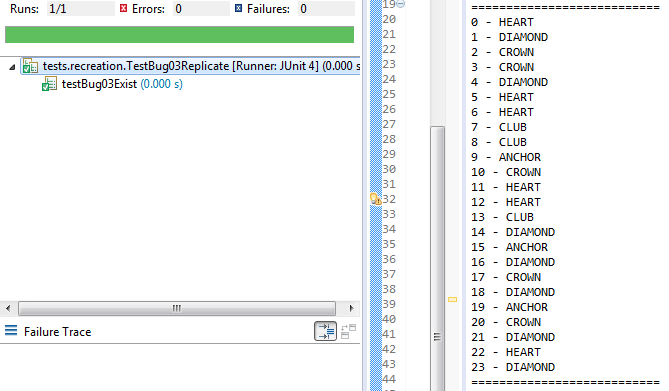 Runs: 1/1 Errors: 0 Failures: 0
tests.recreation.TestBug03Replicate [Runner: JUnit 4] (0.000 s
testBug03Exist (0.000 s)
Failure Trace
19
20
21
22
23
24
25
26
27
28
29
30
31
32
33
34
35
36
37
38
39
40
41
42
43
44
==============================
0 - HEART
1 - DIAMOND
2 - CROWN
3 - CROWN
4 - DIAMOND
5 - HEART
6 - HEART
7 - CLUB
8 - CLUB
9 - ANCHOR
10 - CROWN
11 - HEART
12 - HEART
13 - CLUB
14 - DIAMOND
15 - ANCHOR
16 - DIAMOND
17 - CROWN
18 - DIAMOND
19 - ANCHOR
20 - CROWN
21 - DIAMOND
22 - HEART
23 - DIAMOND
==============================